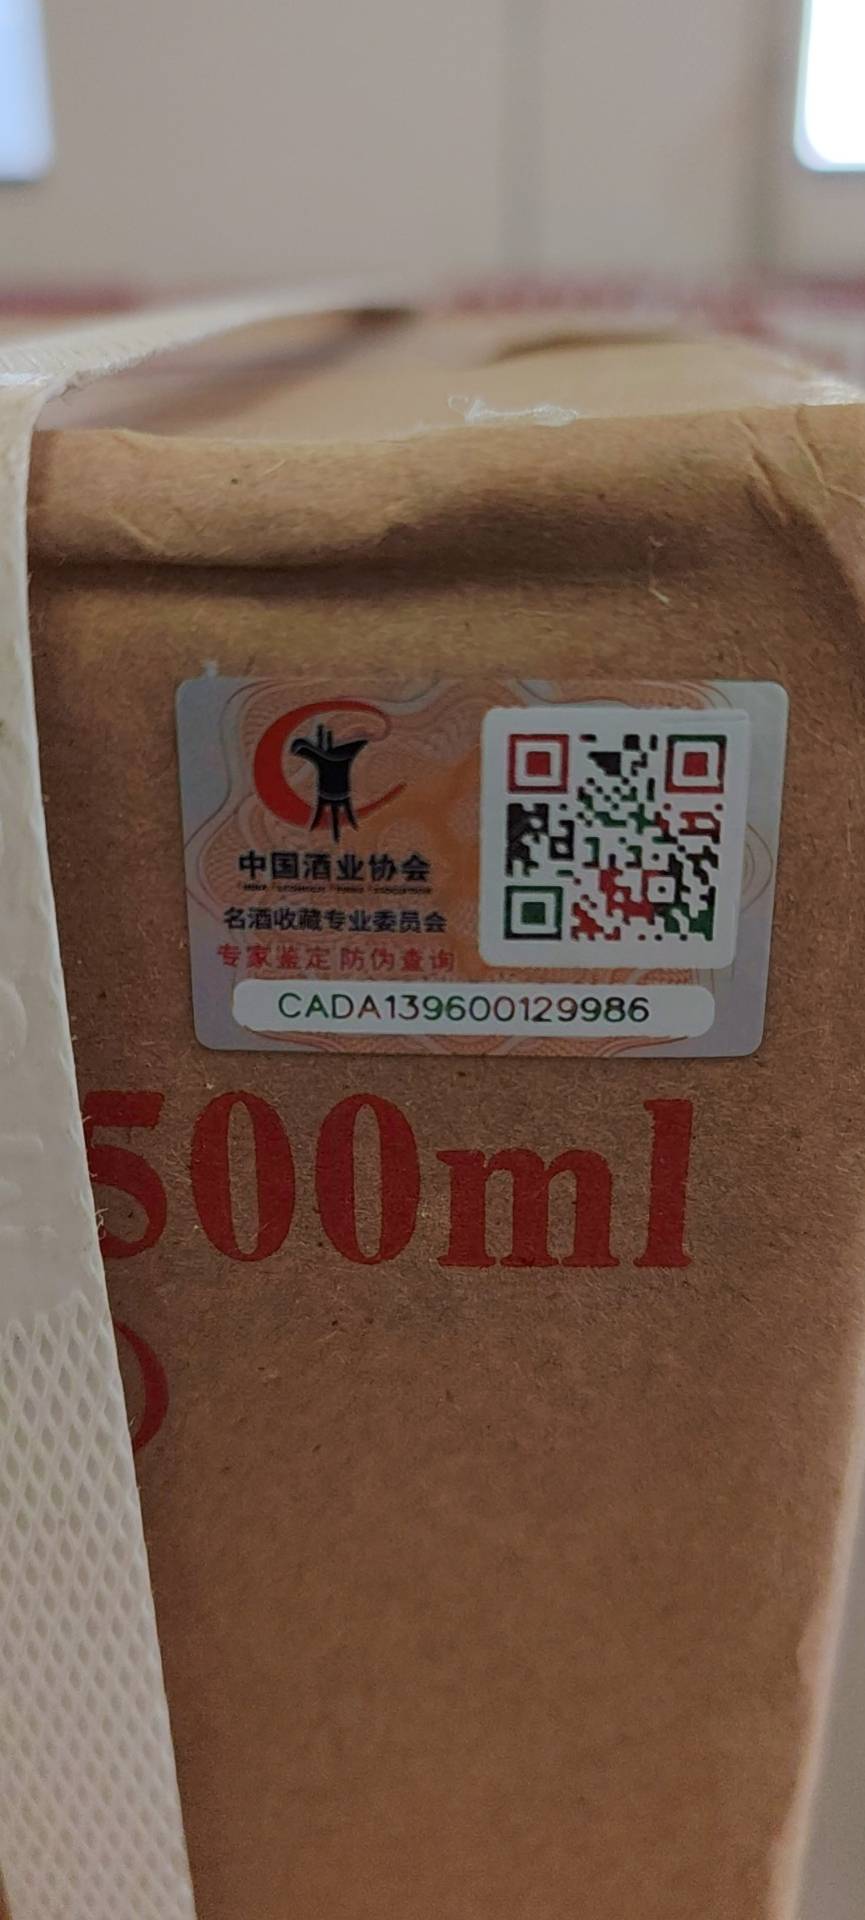 中国酒业协会
名酒收藏专业委员会
专家鉴定 防伪查询
CADA139600129986
500ml
)